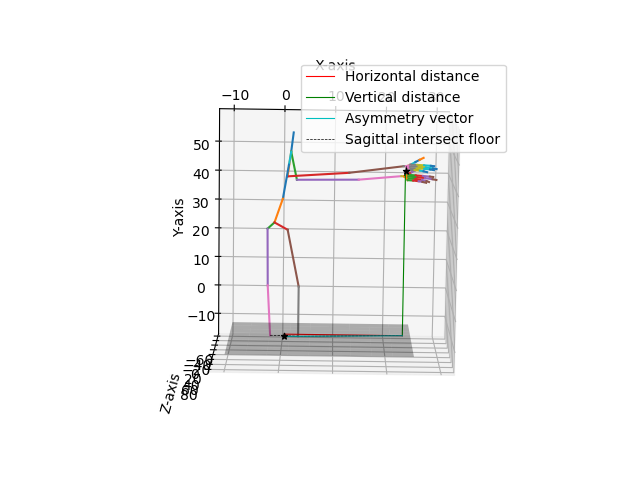 X-axis
Horizontal distance
Vertical distance
Asymmetry vector
Sagittal intersect floor
−10
0
10
20
50
40
30
20
10
0
−10
Y-axis
Z-axis
80